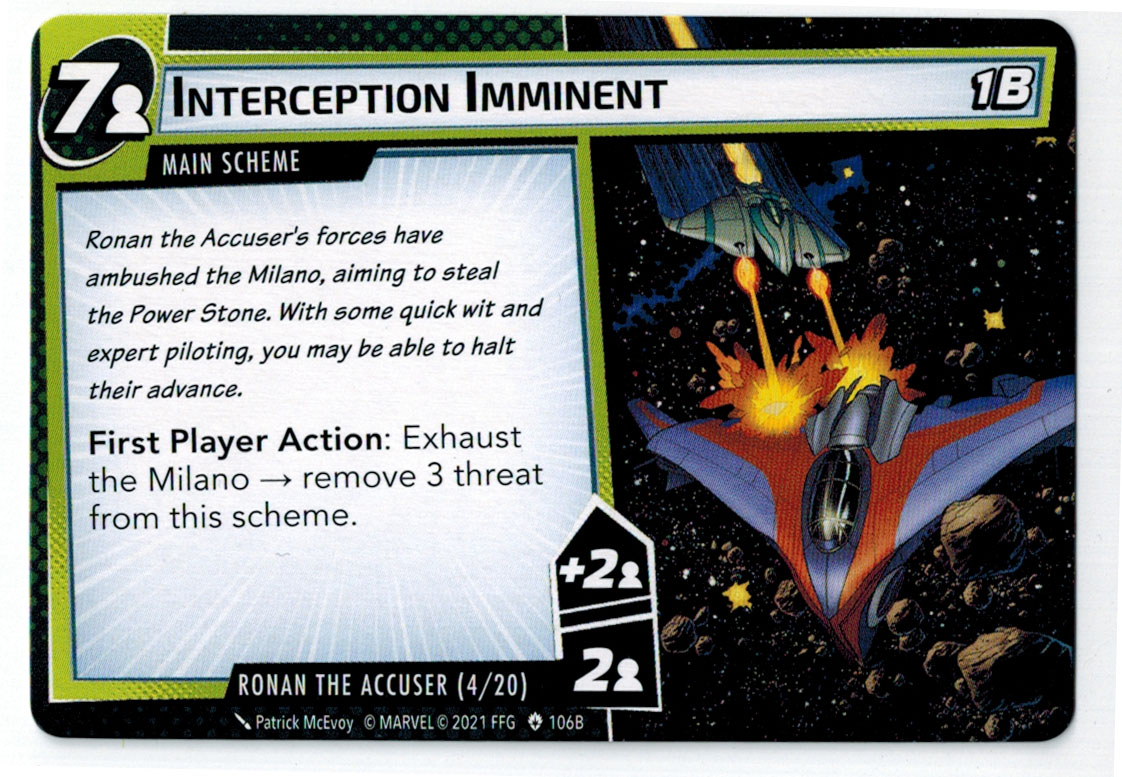 7
INTERCEPTION IMMINENT
1B
MAIN SCHEME
Ronan the Accuser's forces have
ambushed the Milano, aiming to steal
the Power Stone. With some quick wit and
expert piloting, you may be able to halt
their advance.
First Player Action: Exhaust
the Milano → remove 3 threat
from this scheme.
+2
2
RONAN THE ACCUSER (4/20)
Patrick McEvoy © MARVEL © 2021 FFG 106B